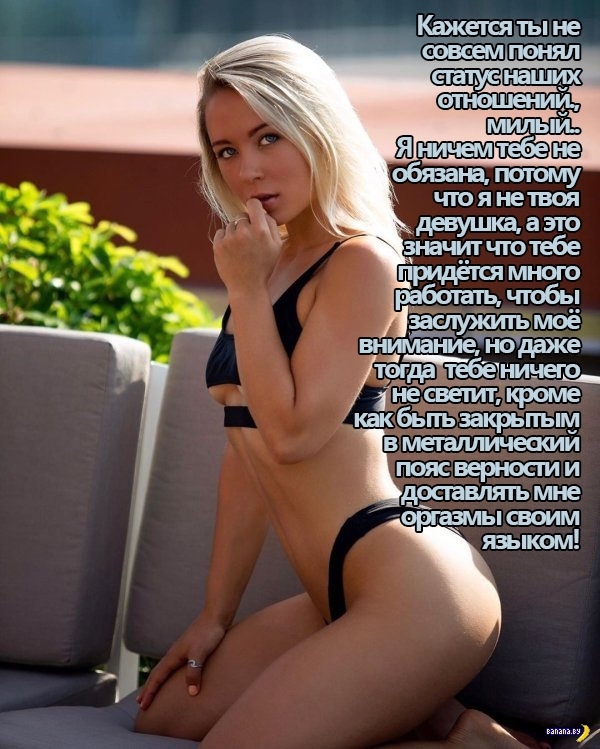 Кажется ты не
совсем понял
статус наших
отношений.,
милый..
Я ничем тебе не
обязана, потому
что я не твоя
девушка, а это
значит что тебе
придётся много
работать, чтобы
заслужить моё
внимание, но даже
тогда тебе ничего
не светит, кроме
как быть закрытым
в металлический
пояс верности и
доставлять мне
оргазмы своим
языком!
BANANA.BY